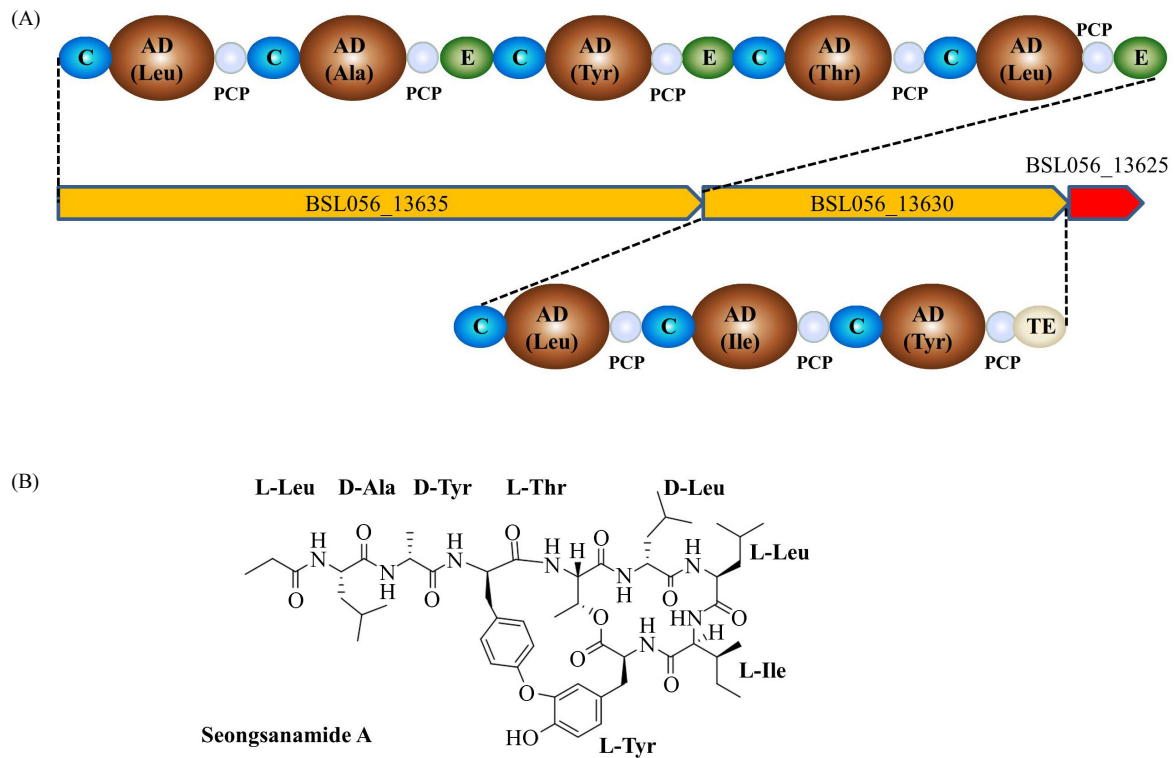 (A)
PCP
C AD C AD E C AD E C AD C AD E
(Leu) (Ala) (Tyr) (Thr) (Leu)
PCP PCP PCP PCP
BSL056_13625
BSL056_13635 BSL056_13630
C AD C AD C AD TE
(Leu) (Ile) (Tyr)
PCP PCP PCP
(B)
L-Leu D-Ala D-Tyr L-Thr D-Leu
H O H O H H O H
N N N N L-Leu
N N N O
O H O H O H H N H
O
O H
O N L-Ile
O
O
HO
Seongsanamide A L-Tyr